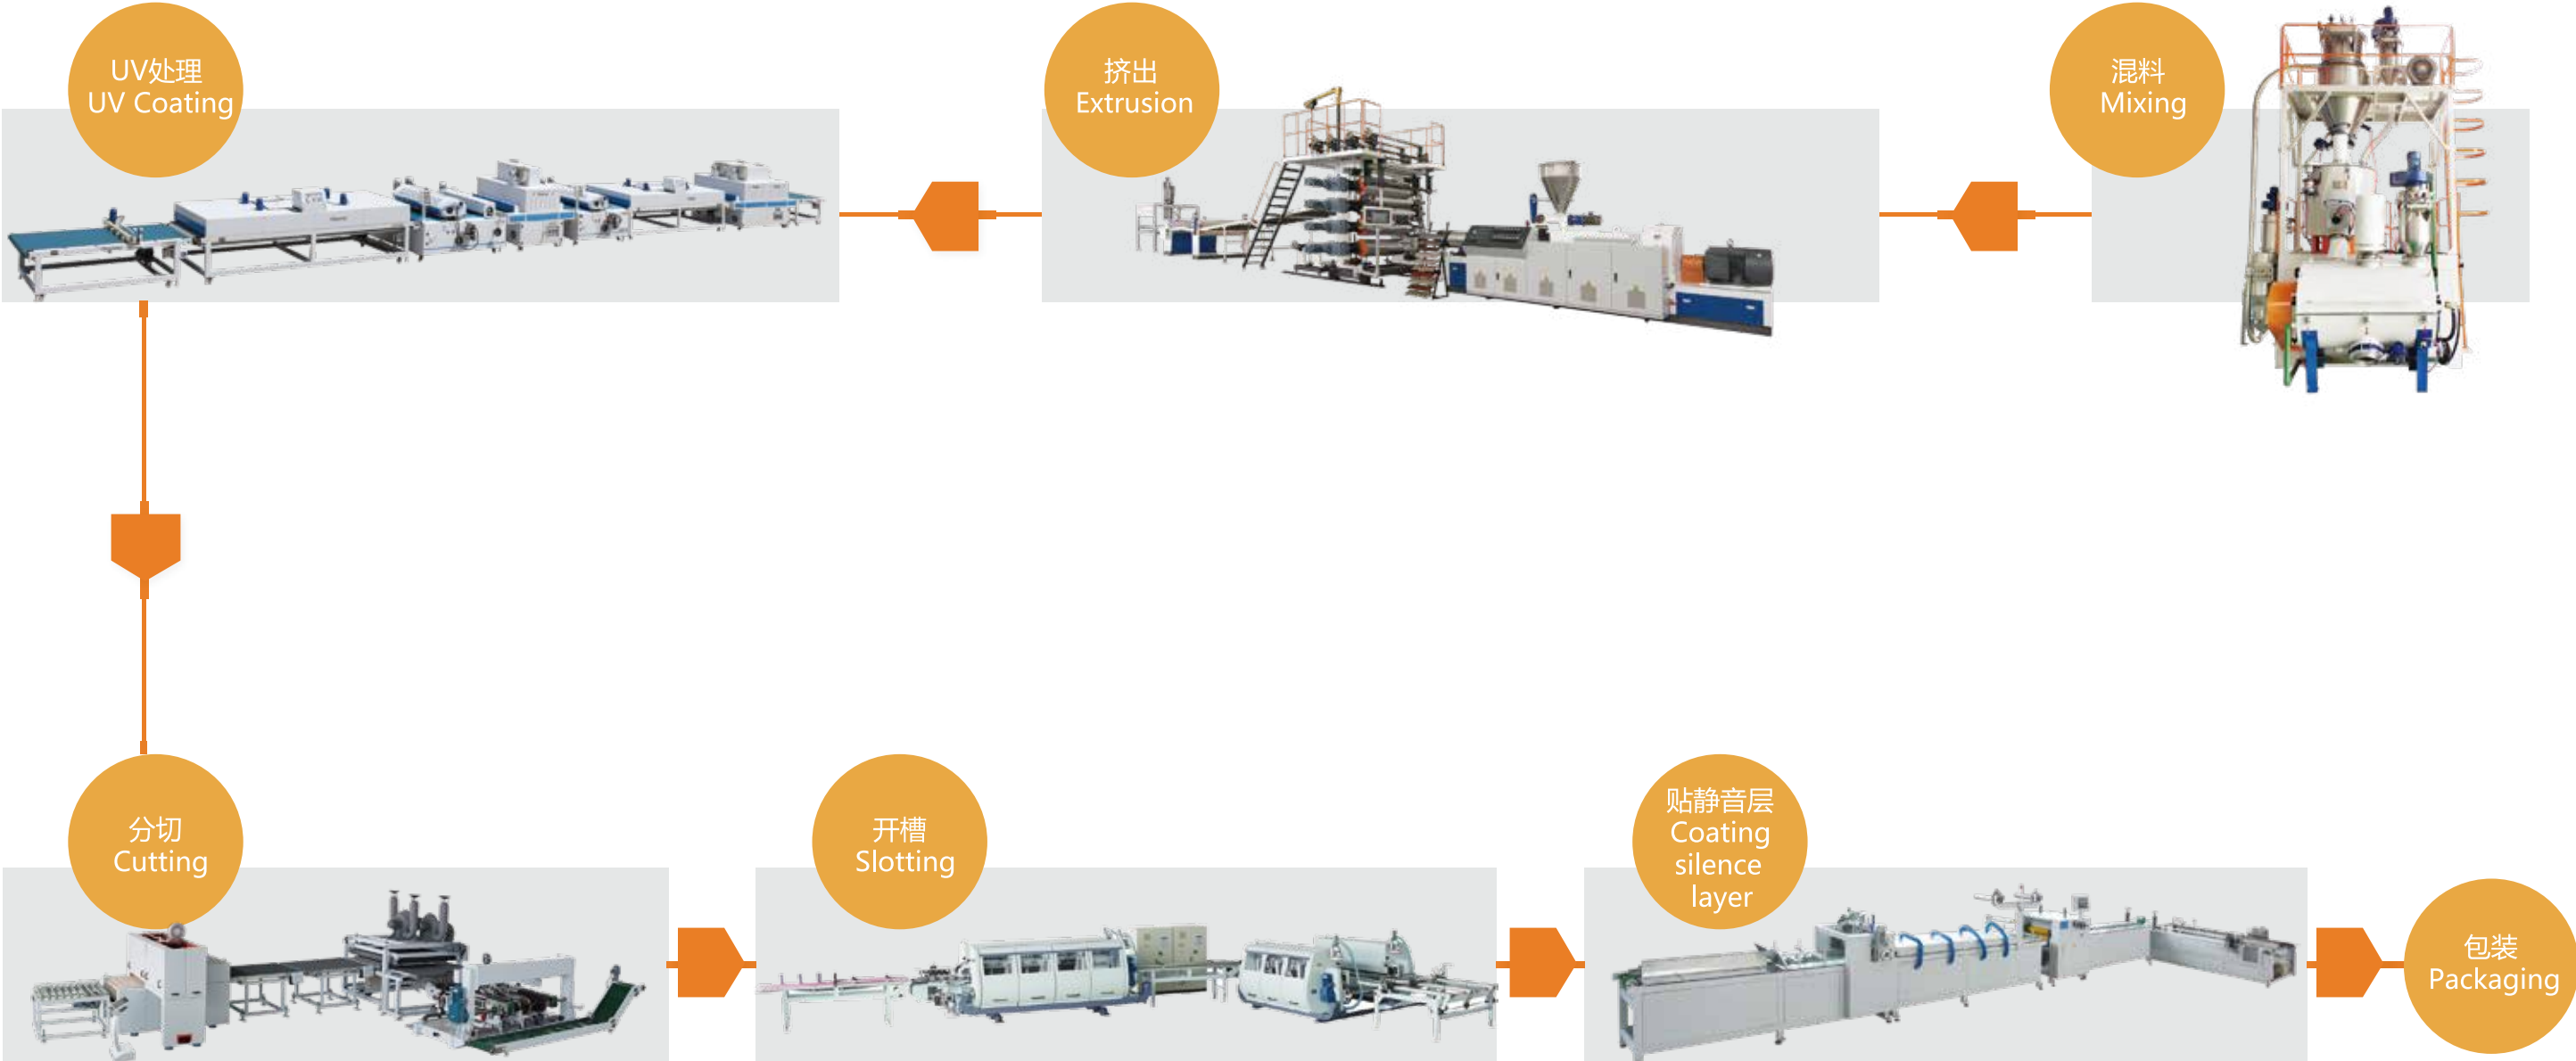 UV处理
UV Coating
挤出
Extrusion
混料
Mixing
分切
Cutting
开槽
Slotting
贴静音层
Coating
silence
layer
包装
Packaging